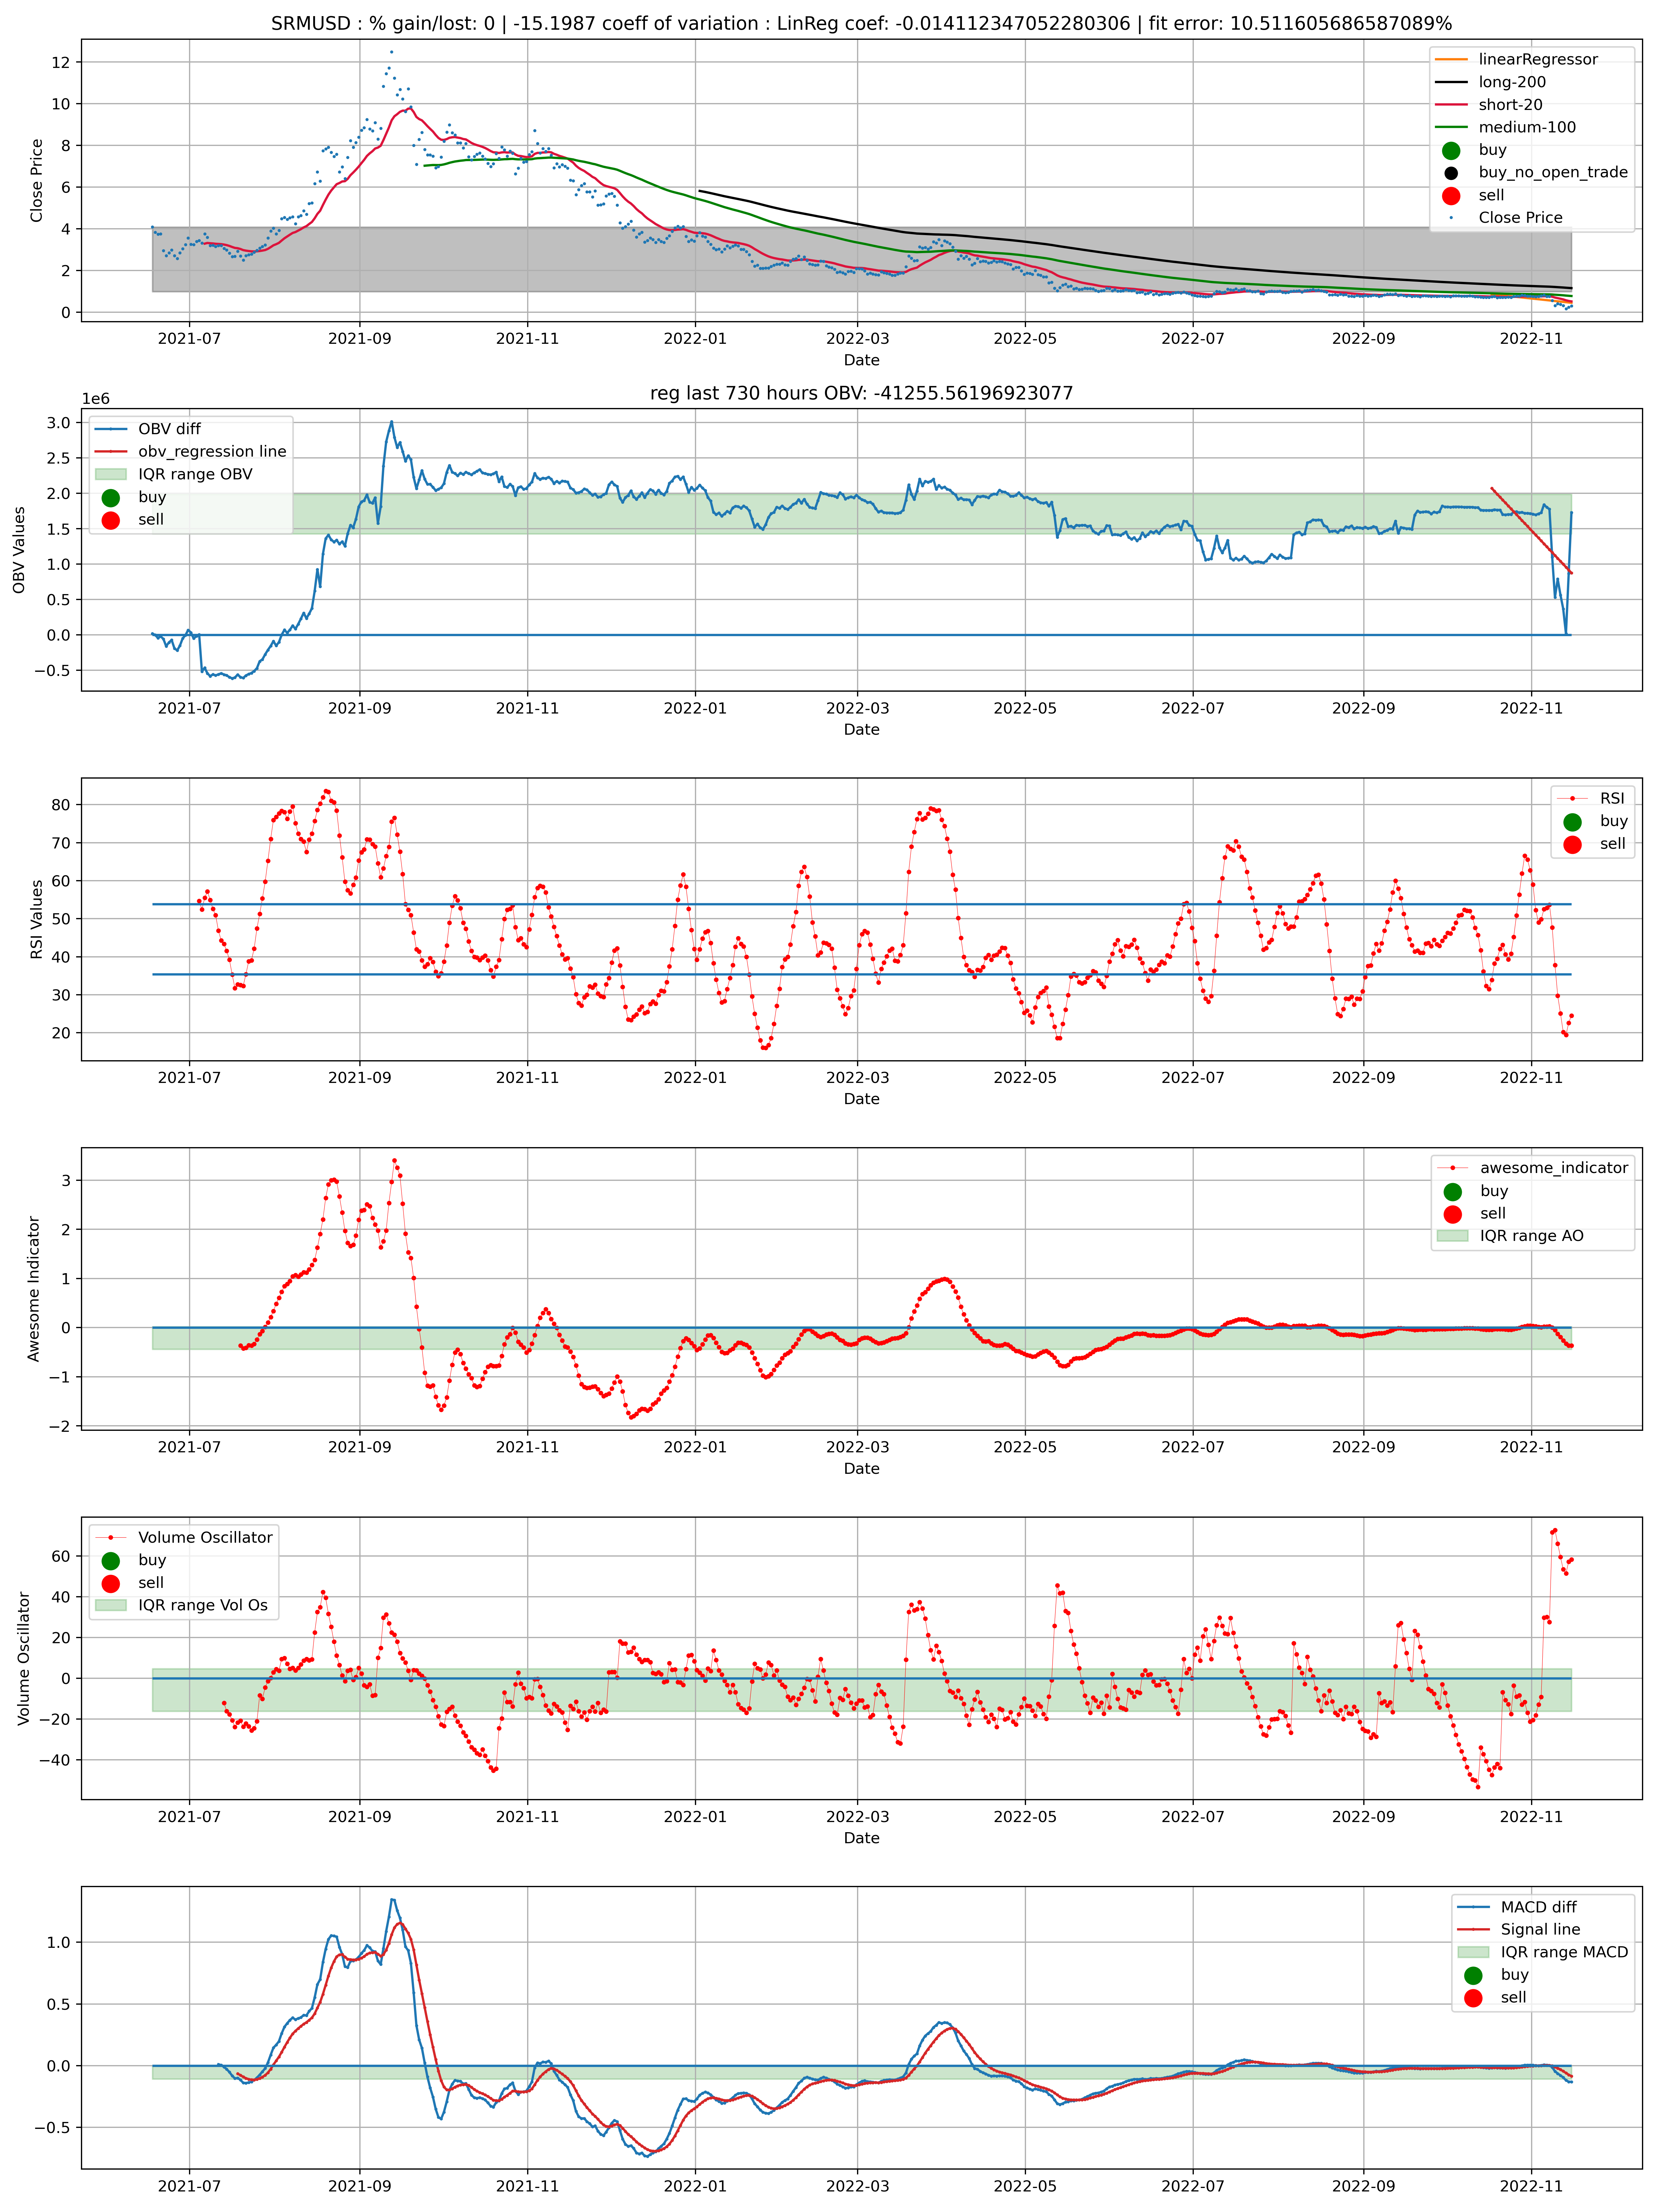 SRMUSD : % gain/lost: 0 | -15.1987 coeff of variation : LinReg coef: -0.014112347052280306 | fit error: 10.511605686587089%
Close Price
12
10
8
6
4
2
0
linearRegressor
long-200
short-20
medium-100
buy
buy_no_open_trade
sell
Close Price
2021-07 2021-09 2021-11 2022-01 2022-03 2022-05 2022-07 2022-09 2022-11
Date
reg last 730 hours OBV: -41255.56196923077
1e6
OBV Values
3.0
2.5
2.0
1.5
1.0
0.5
0.0
−0.5
OBV diff
obv_regression line
IQR range OBV
buy
sell
2021-07 2021-09 2021-11 2022-01 2022-03 2022-05 2022-07 2022-09 2022-11
Date
RSI Values
80
70
60
50
40
30
20
RSI
buy
sell
2021-07 2021-09 2021-11 2022-01 2022-03 2022-05 2022-07 2022-09 2022-11
Date
Awesome Indicator
3
2
1
0
−1
−2
awesome_indicator
buy
sell
IQR range AO
2021-07 2021-09 2021-11 2022-01 2022-03 2022-05 2022-07 2022-09 2022-11
Date
Volume Oscillator
60
40
20
0
−20
−40
Volume Oscillator
buy
sell
IQR range Vol Os
2021-07 2021-09 2021-11 2022-01 2022-03 2022-05 2022-07 2022-09 2022-11
Date
1.0
0.5
0.0
−0.5
MACD diff
Signal line
IQR range MACD
buy
sell
2021-07 2021-09 2021-11 2022-01 2022-03 2022-05 2022-07 2022-09 2022-11